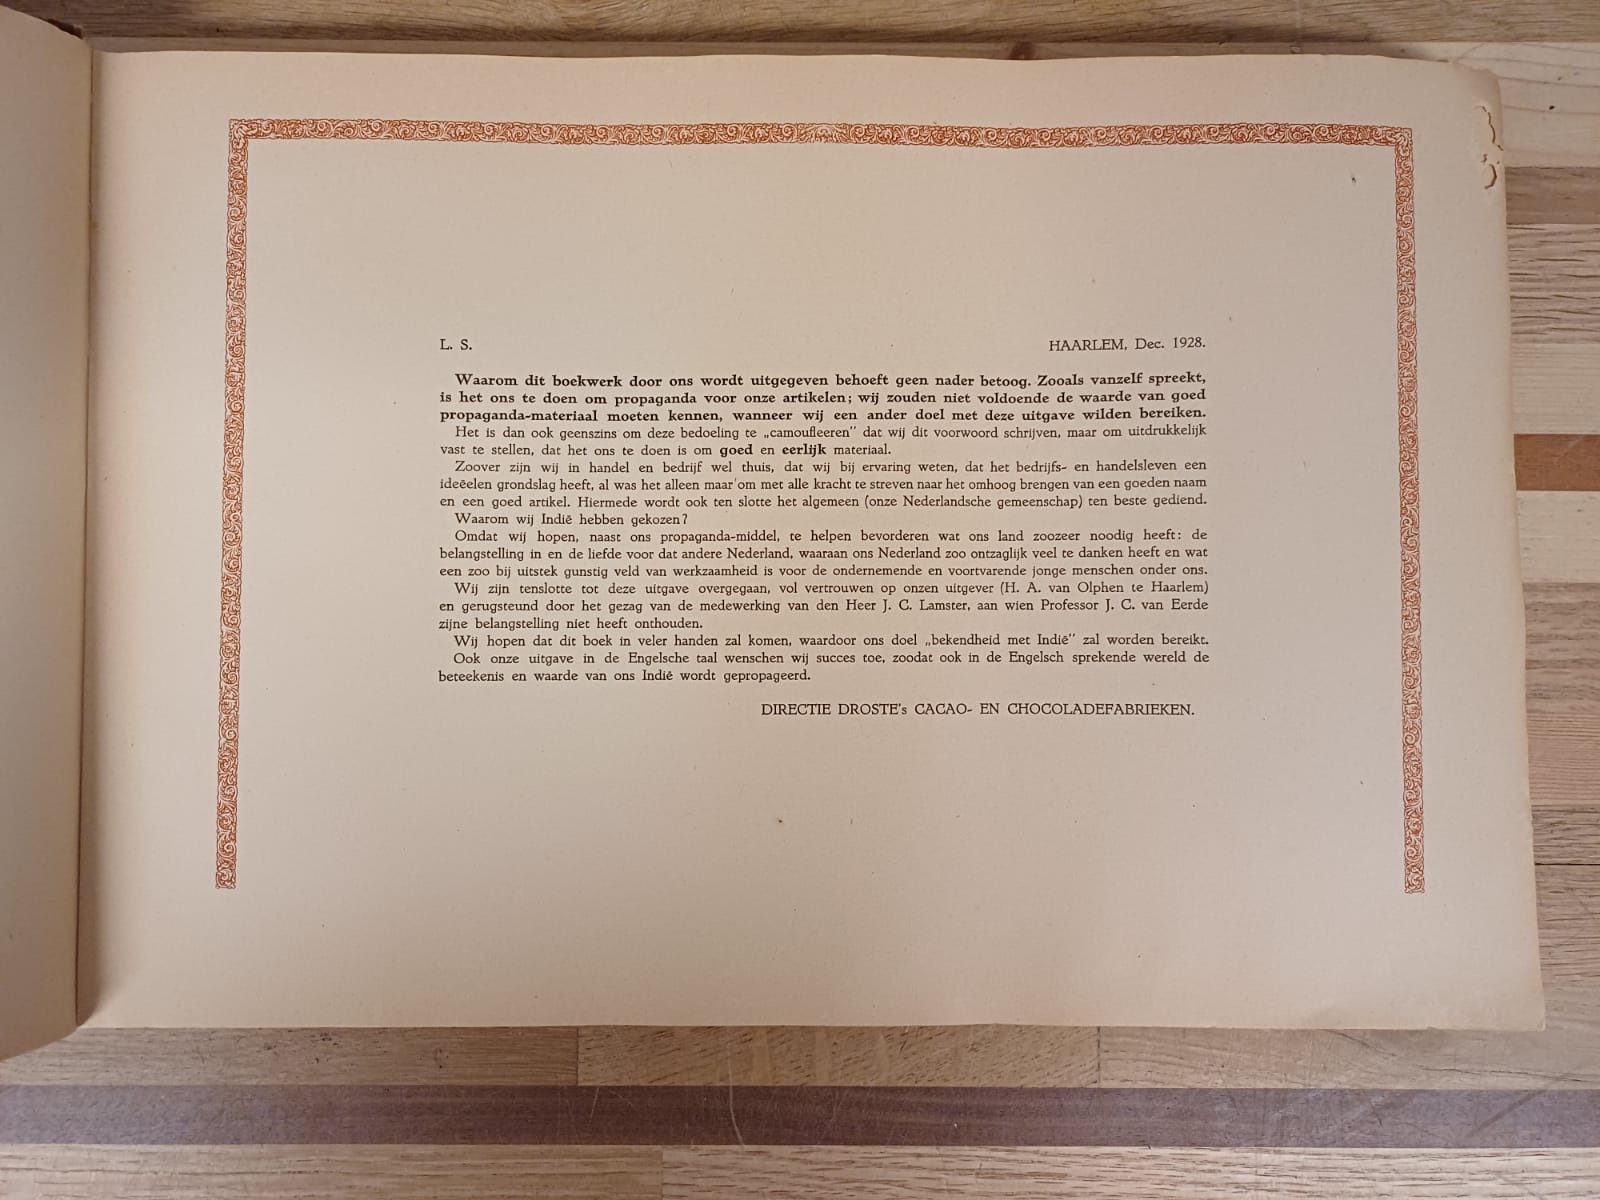 L. S.
HAARLEM, Dec. 1928.
Waarom dit boekwerk door ons wordt uitgegeven behoeft geen nader betoog. Zooals vanzelf spreekt,
is het ons te doen om propaganda voor onze artikelen; wij zouden niet voldoende de waarde van goed
propaganda-materiaal moeten kennen, wanneer wij een ander doel met deze uitgave wilden bereiken.
Het is dan ook geenszins om deze bedoeling te „camoufleeren” dat wij dit voorwoord schrijven, maar om uitdrukkelijk
vast te stellen, dat het ons te doen is om goed en eerlijk materiaal.
Zoover zijn wij in handel en bedrijf wel thuis, dat wij bij ervaring weten, dat het bedrijfs- en handelsleven een
ideëelen grondslag heeft, al was het alleen maar om met alle kracht te streven naar het omhoog brengen van een goeden naam
en een goed artikel. Hiermede wordt ook ten slotte het algemeen (onze Nederlandsche gemeenschap) ten beste gediend.
Waarom wij Indië hebben gekozen?
Omdat wij hopen, naast ons propaganda-middel, te helpen bevorderen wat ons land zoozeer noodig heeft: de
belangstelling in en de liefde voor dat andere Nederland, waaraan ons Nederland zoo ontzaglijk veel te danken heeft en wat
een zoo bij uitstek gunstig veld van werkzaamheid is voor de ondernemende en voortvarende jonge menschen onder ons.
Wij zijn tenslotte tot deze uitgave overgegaan, vol vertrouwen op onzen uitgever (H. A. van Olphen te Haarlem)
en gerugsteund door het gezag van de medewerking van den Heer J. C. Lamster, aan wien Professor J. C. van Eerde
zijne belangstelling niet heeft onthouden.
Wij hopen dat dit boek in veler handen zal komen, waardoor ons doel „bekendheid met Indië” zal worden bereikt.
Ook onze uitgave in de Engelsche taal wenschen wij succes toe, zoodat ook in de Engelsch sprekende wereld de
beteekenis en waarde van ons Indië wordt gepropageerd.
DIRECTIE DROSTE's CACAO- EN CHOCOLADEFABRIEKEN.